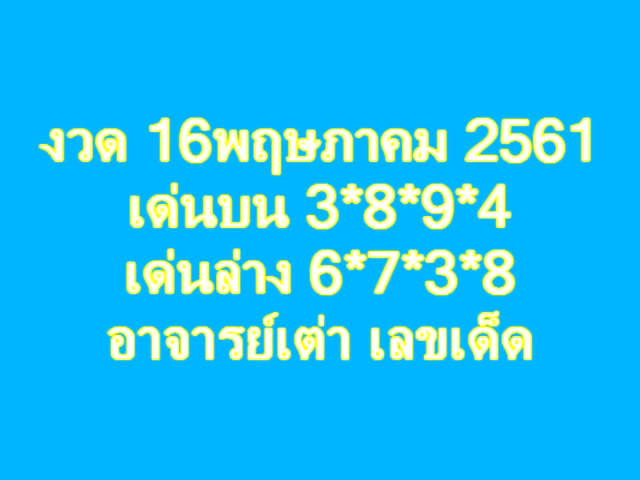 งวด 16พฤษภาคม 2561
เด่นบน 3*8*9*4
เด่นล่าง 6*7*3*8
อาจารย์เต่า เลขเด็ด